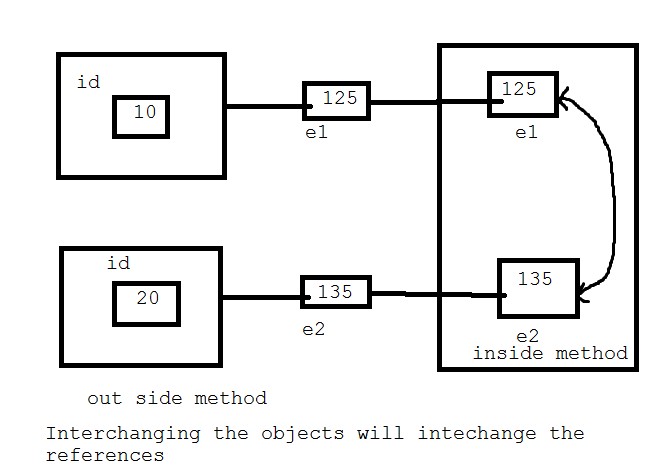 id
10
125
e1
125
e1
id
20
135
e2
135
e2
inside method
out side method
Interchanging the objects will intechange the
references